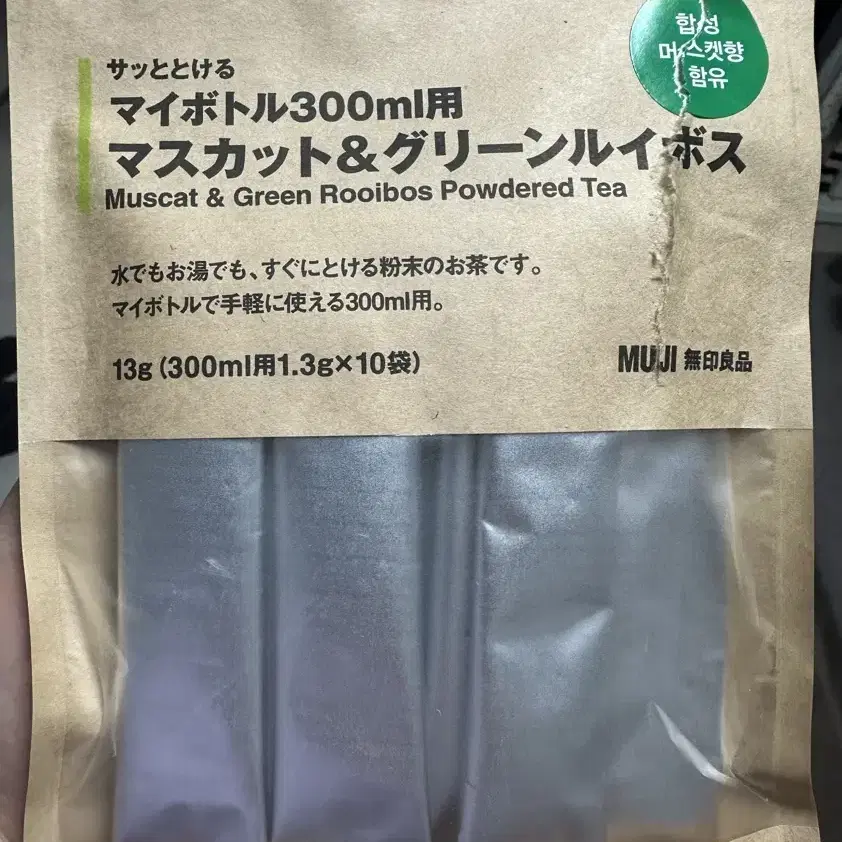 합성
머스켓향
함유
サッととける
マイボトル300ml用
マスカット&グリーンルイボス
Muscat & Green Rooibos Powdered Tea
水でもお湯でも、すぐにとける粉末のお茶です。
マイボトルで手軽に使える300ml用。
13g（300ml用1.3g×10袋）
MUJI 無印良品